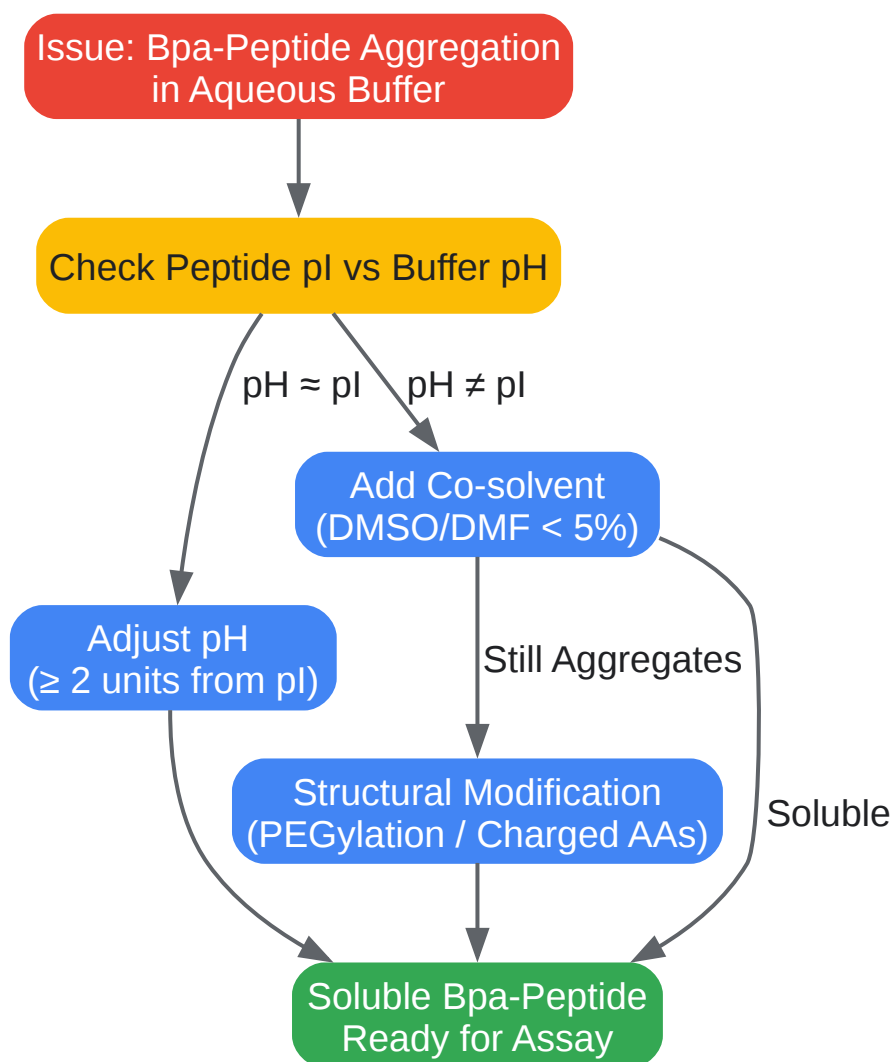 Issue: Bpa-Peptide Aggregation
in Aqueous Buffer
Check Peptide pI vs Buffer pH
pH ≈ pI
pH ≠ pI
Add Co-solvent
(DMSO/DMF < 5%)
Adjust pH
(≥ 2 units from pI)
Still Aggregates
Structural Modification
(PEGylation / Charged AAs)
Soluble
Soluble Bpa-Peptide
Ready for Assay